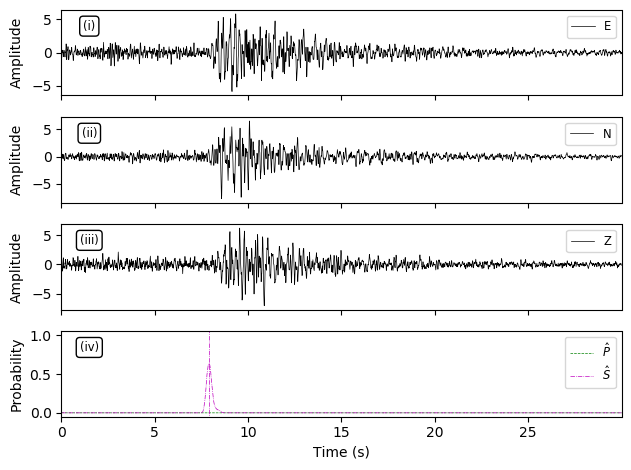 (i)
E
Amplitude
5
0
−5
(ii)
N
Amplitude
5
0
−5
(iii)
Z
Amplitude
5
0
−5
(iv)
P̂
Ŝ
Probability
1.0
0.5
0.0
0 5 10 15 20 25
Time (s)